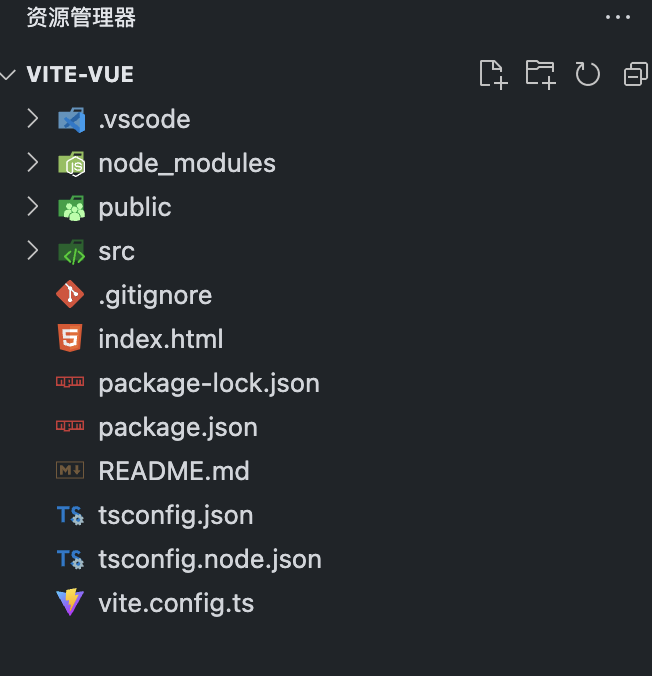 资源管理器
VITE-VUE
.vscode
node_modules
public
src
.gitignore
index.html
package-lock.json
package.json
README.md
tsconfig.json
tsconfig.node.json
vite.config.ts